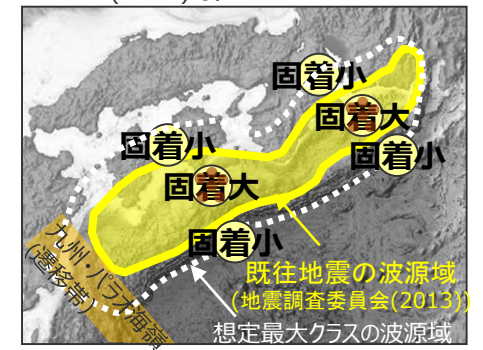 固着小
固着大
固着小
固着小
固着大
固着小
九州・パラオ海嶺
(遷移帯)
既往地震の波源域
(地震調査委員会(2013))
想定最大クラスの波源域